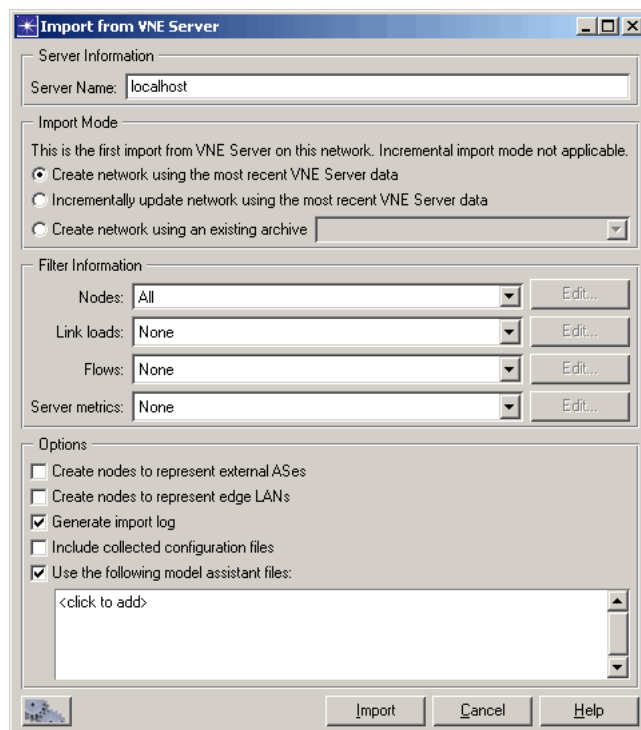 Import from VNE Server
Server Information
Server Name: localhost
Import Mode
This is the first import from VNE Server on this network. Incremental import mode not applicable.
Create network using the most recent VNE Server data
Incrementally update network using the most recent VNE Server data
Create network using an existing archive
Filter Information
Nodes: All Edit...
Link loads: None Edit...
Flows: None Edit...
Server metrics: None Edit...
Options
Create nodes to represent external ASes
Create nodes to represent edge LANs
Generate import log
Include collected configuration files
Use the following model assistant files:
<click to add>
Import Cancel Help